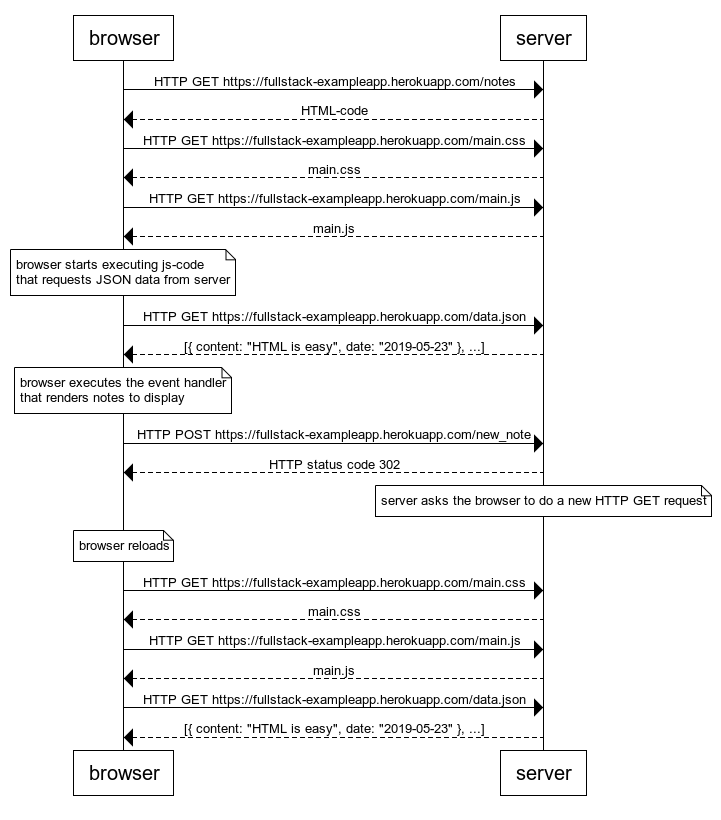 browser
server
HTTP GET https://fullstack-exampleapp.herokuapp.com/notes
HTML-code
HTTP GET https://fullstack-exampleapp.herokuapp.com/main.css
main.css
HTTP GET https://fullstack-exampleapp.herokuapp.com/main.js
main.js
browser starts executing js-code
that requests JSON data from server
HTTP GET https://fullstack-exampleapp.herokuapp.com/data.json
[{ content: "HTML is easy", date: "2019-05-23" }, ...]
browser executes the event handler
that renders notes to display
HTTP POST https://fullstack-exampleapp.herokuapp.com/new_note
HTTP status code 302
server asks the browser to do a new HTTP GET request
browser reloads
HTTP GET https://fullstack-exampleapp.herokuapp.com/main.css
main.css
HTTP GET https://fullstack-exampleapp.herokuapp.com/main.js
main.js
HTTP GET https://fullstack-exampleapp.herokuapp.com/data.json
[{ content: "HTML is easy", date: "2019-05-23" }, ...]
browser
server